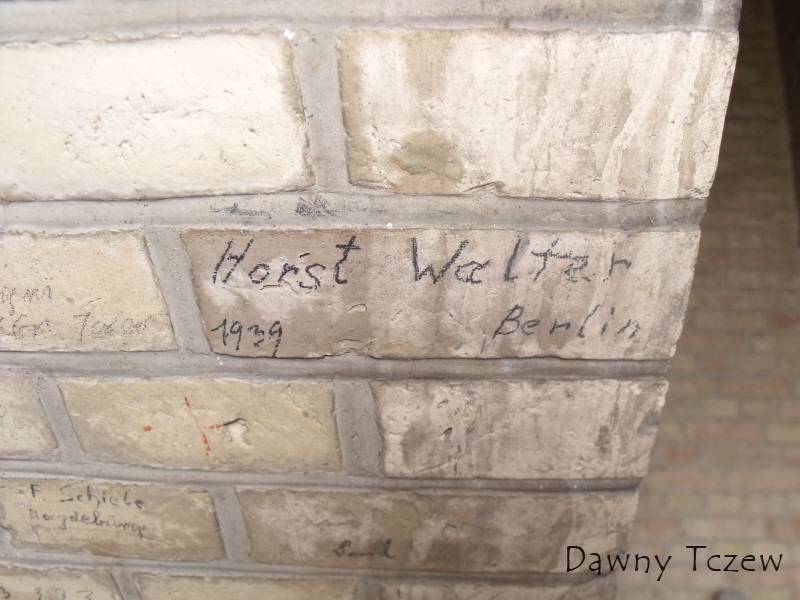 Horst Walter
1939 Berlin
F. Schiele
Magdeburg
Dawny Tczew